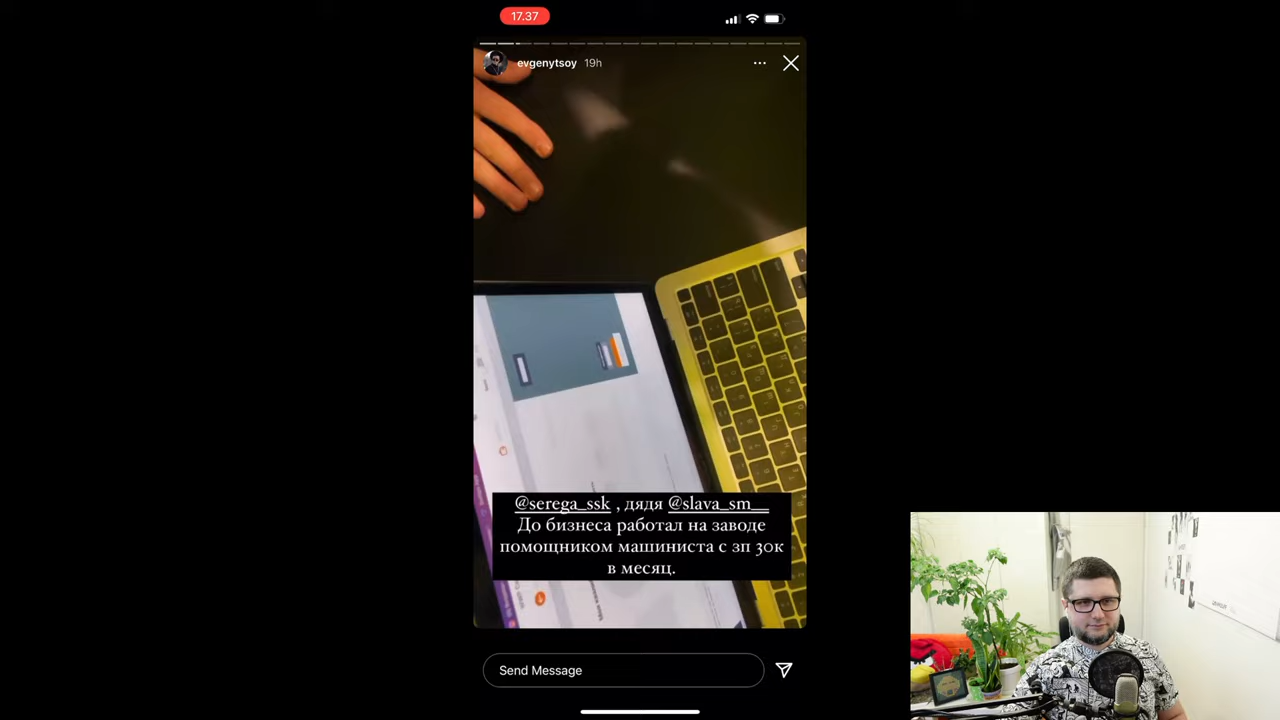 17.37
evgenytsoy 19h
@serega_ssk , дядя @slava_sm__
До бизнеса работал на заводе
помощником машиниста с зп 30к
в месяц.
Send Message